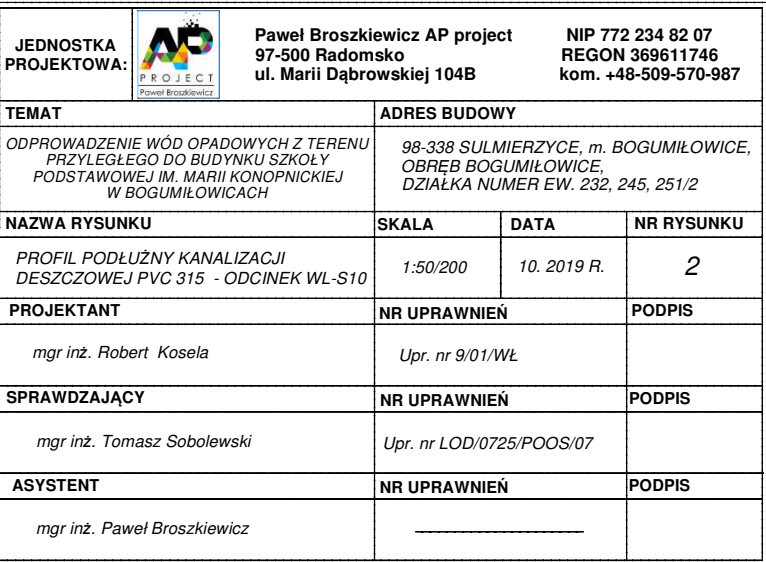 JEDNOSTKA
PROJEKTOWA:
AP
PROJECT
Paweł Broszkiewicz
Paweł Broszkiewicz AP project
97-500 Radomsko
ul. Marii Dąbrowskiej 104B
NIP 772 234 82 07
REGON 369611746
kom. +48-509-570-987
TEMAT
ODPROWADZENIE WÓD OPADOWYCH Z TERENU
PRZYLEGŁEGO DO BUDYNKU SZKOŁY
PODSTAWOWEJ IM. MARII KONOPNICKIEJ
W BOGUMIŁOWICACH
ADRES BUDOWY
98-338 SULMIERZYCE, m. BOGUMIŁOWICE,
OBRĘB BOGUMIŁOWICE,
DZIAŁKA NUMER EW. 232, 245, 251/2
NAZWA RYSUNKU
PROFIL PODŁUŻNY KANALIZACJI
DESZCZOWEJ PVC 315 - ODCINEK WL-S10
SKALA
1:50/200
DATA
10. 2019 R.
NR RYSUNKU
2
PROJEKTANT
mgr inż. Robert Kosela
NR UPRAWNIEŃ
Upr. nr 9/01/WŁ
PODPIS
SPRAWDZAJĄCY
mgr inż. Tomasz Sobolewski
NR UPRAWNIEŃ
Upr. nr LOD/0725/POOS/07
PODPIS
ASYSTENT
mgr inż. Paweł Broszkiewicz
NR UPRAWNIEŃ
PODPIS